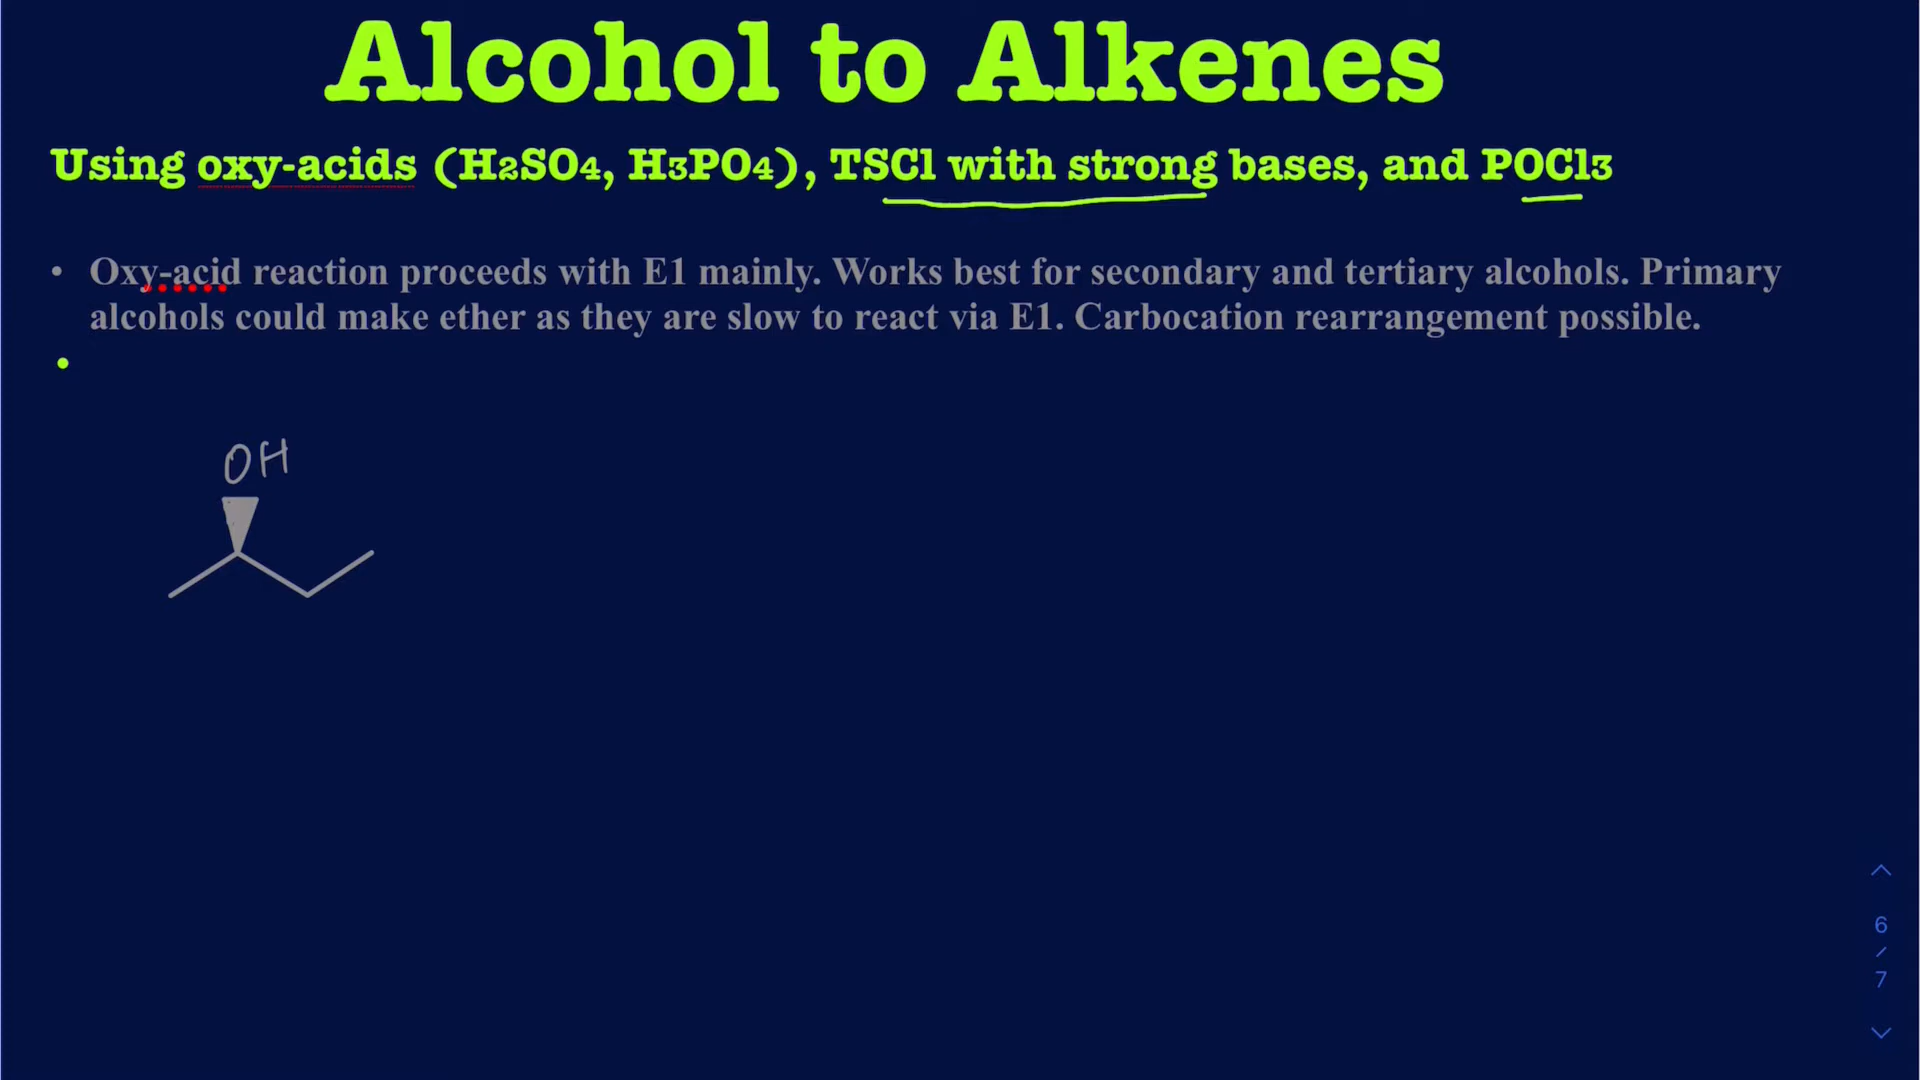 Alcohol to Alkenes
Using oxy-acids (H2SO4, H3PO4), TSCl with strong bases, and POCl3
• Oxy-acid reaction proceeds with E1 mainly. Works best for secondary and tertiary alcohols. Primary
alcohols could make ether as they are slow to react via E1. Carbocation rearrangement possible.
•
OH
6
/
7